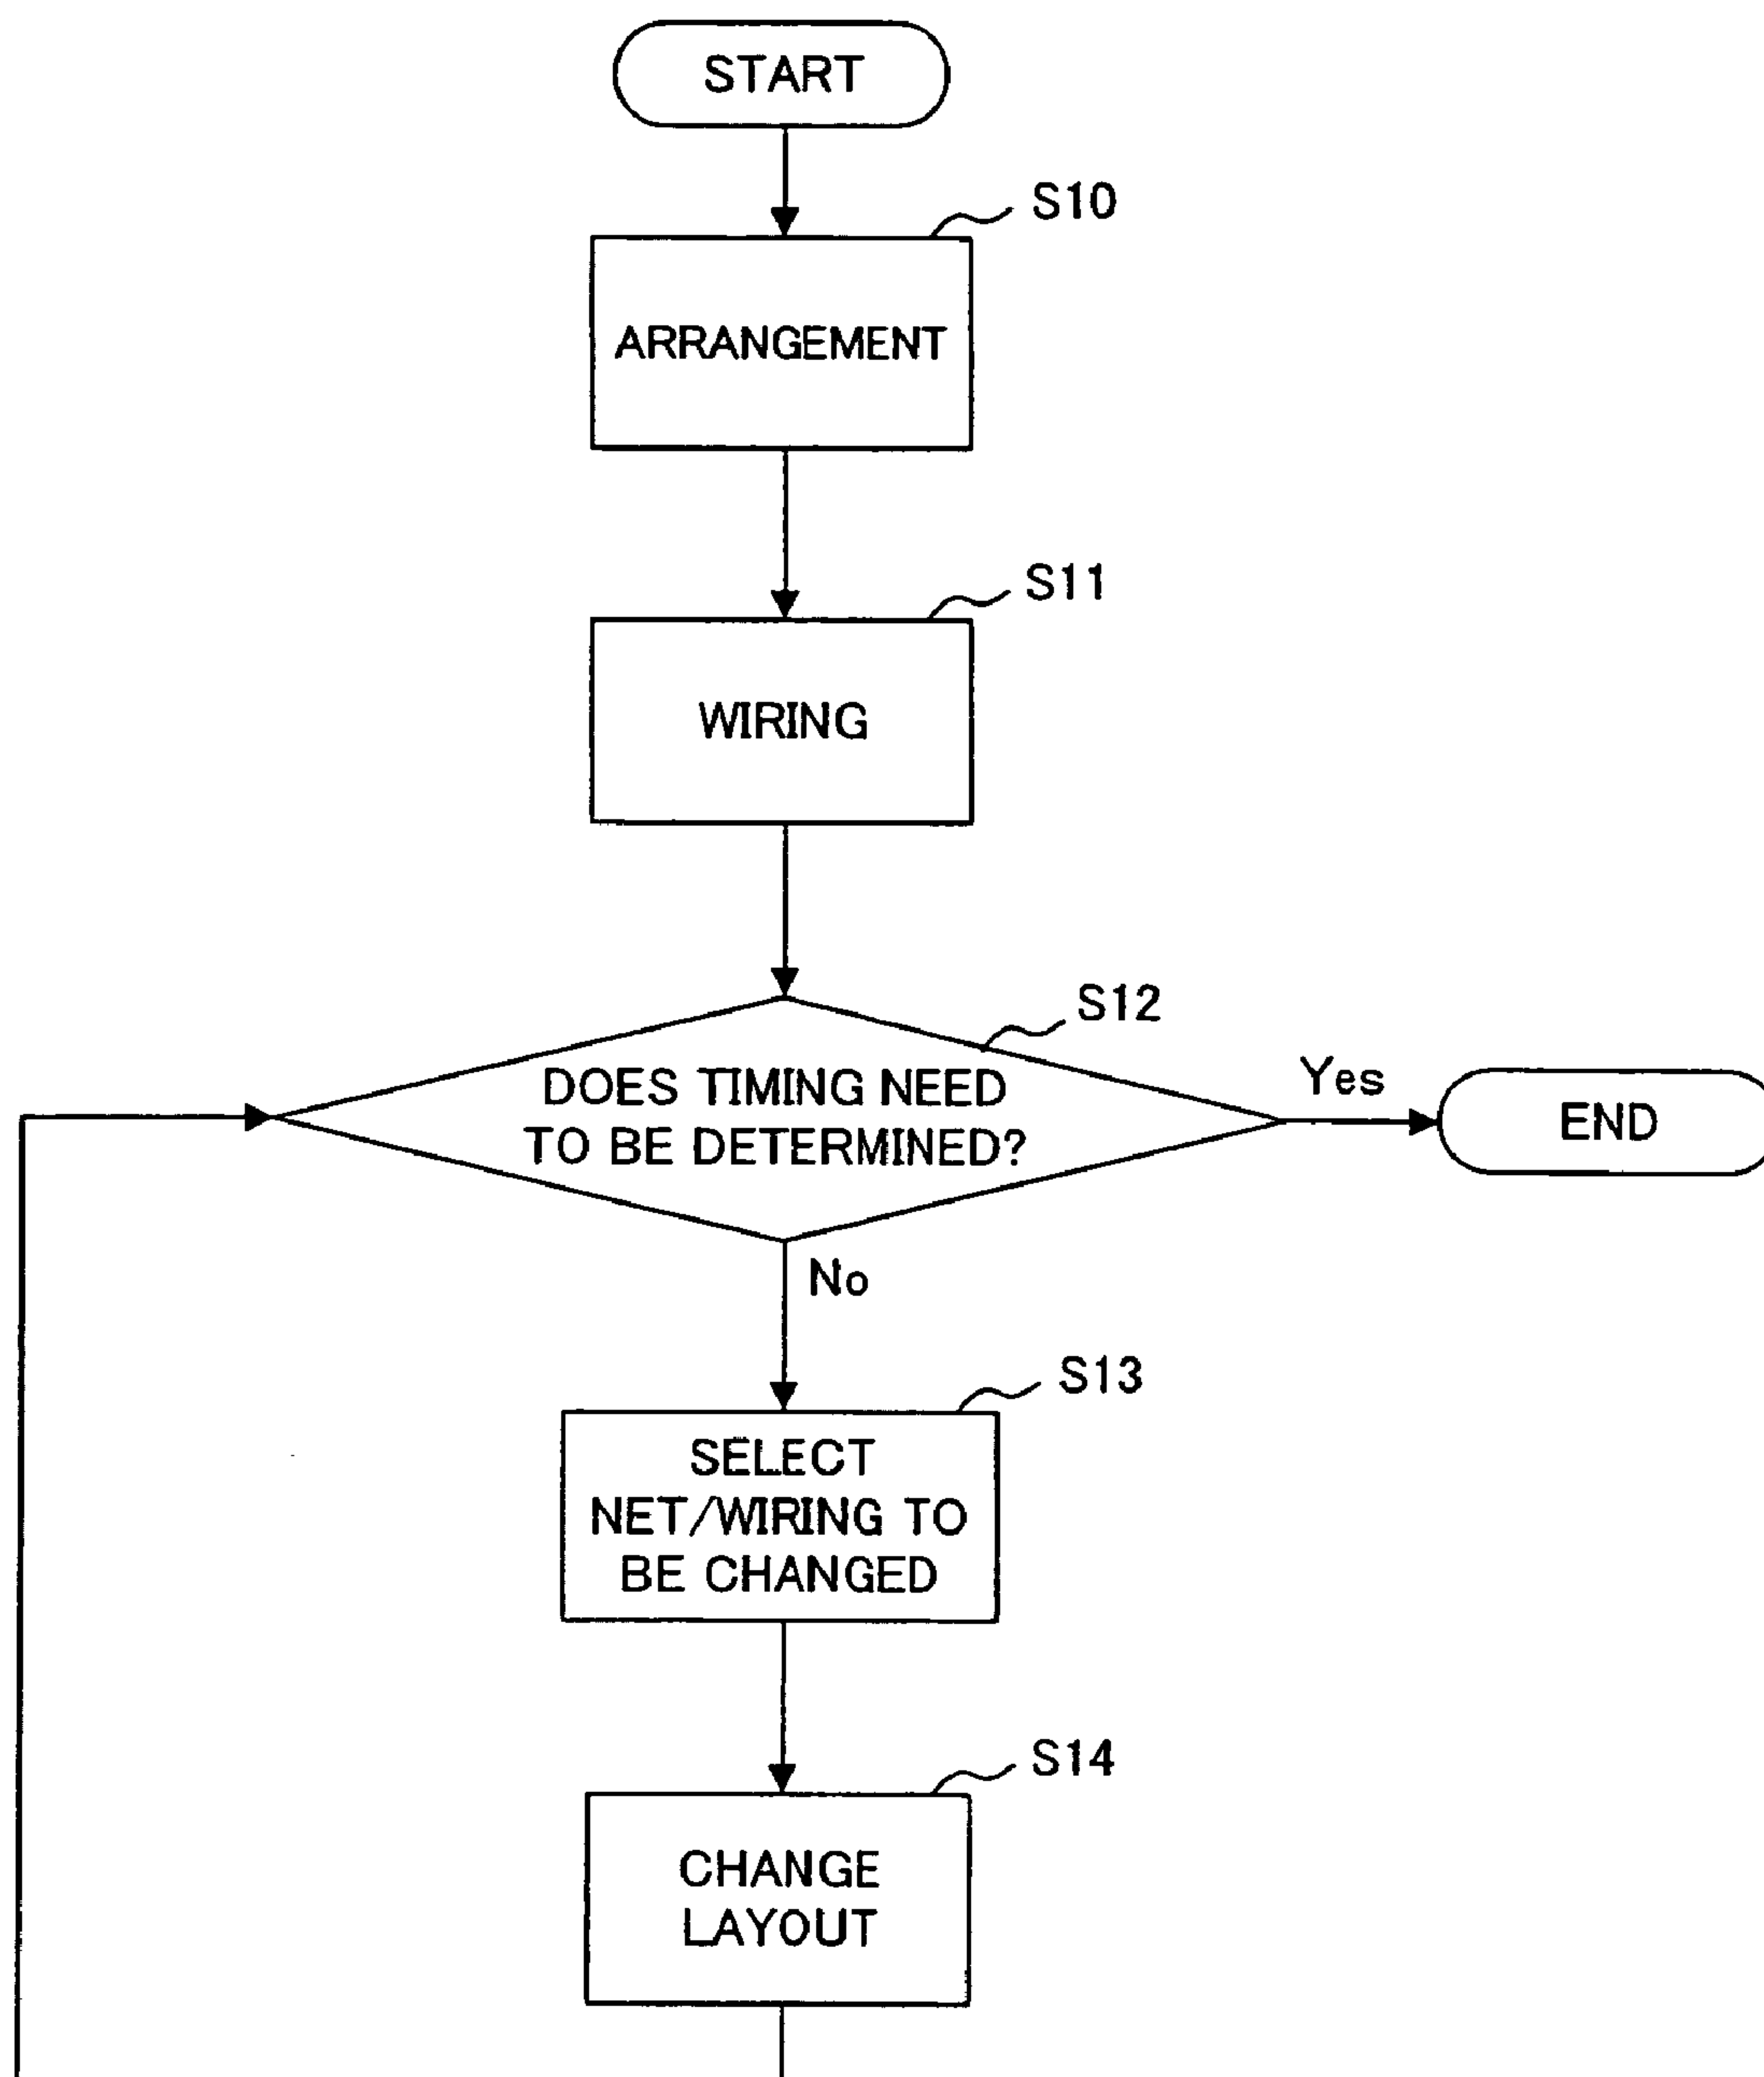 START
S10
ARRANGEMENT
S11
WIRING
S12
DOES TIMING NEED
TO BE DETERMINED?
Yes
END
No
S13
SELECT
NET/WIRING TO
BE CHANGED
S14
CHANGE
LAYOUT